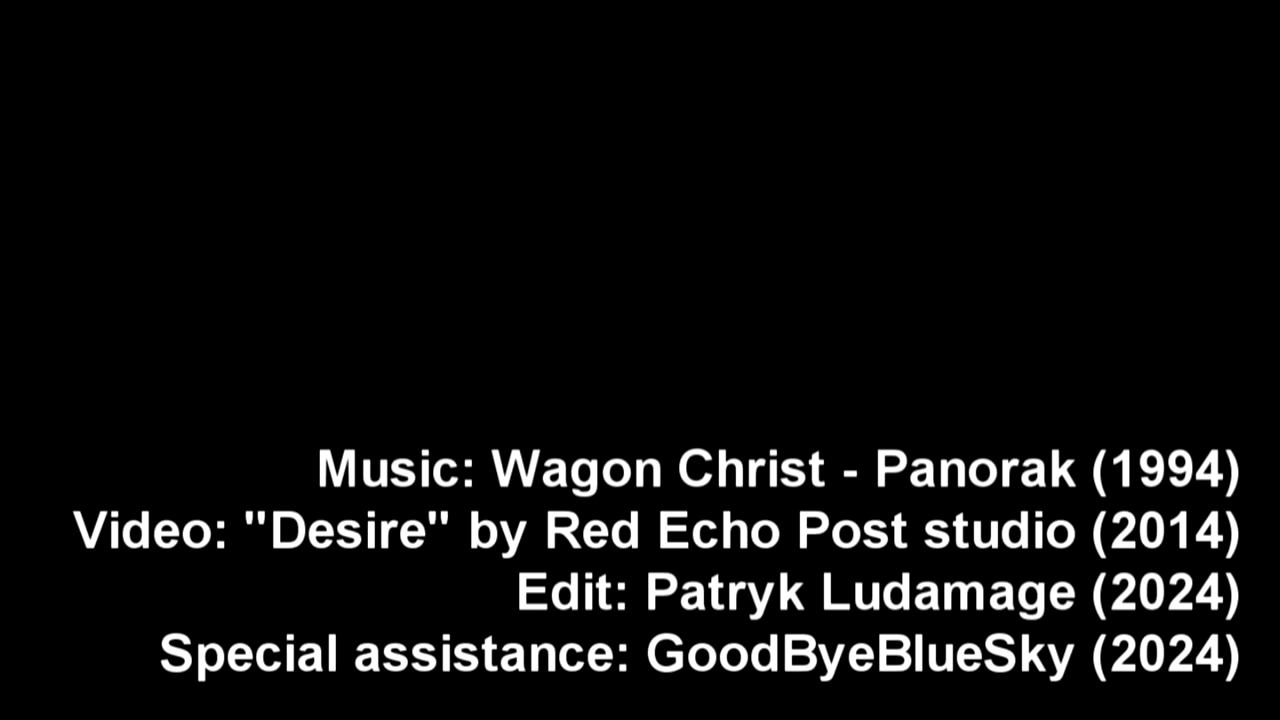 Music: Wagon Christ - Panorak (1994)
Video: "Desire" by Red Echo Post studio (2014)
Edit: Patryk Ludamage (2024)
Special assistance: GoodByeBlueSky (2024)